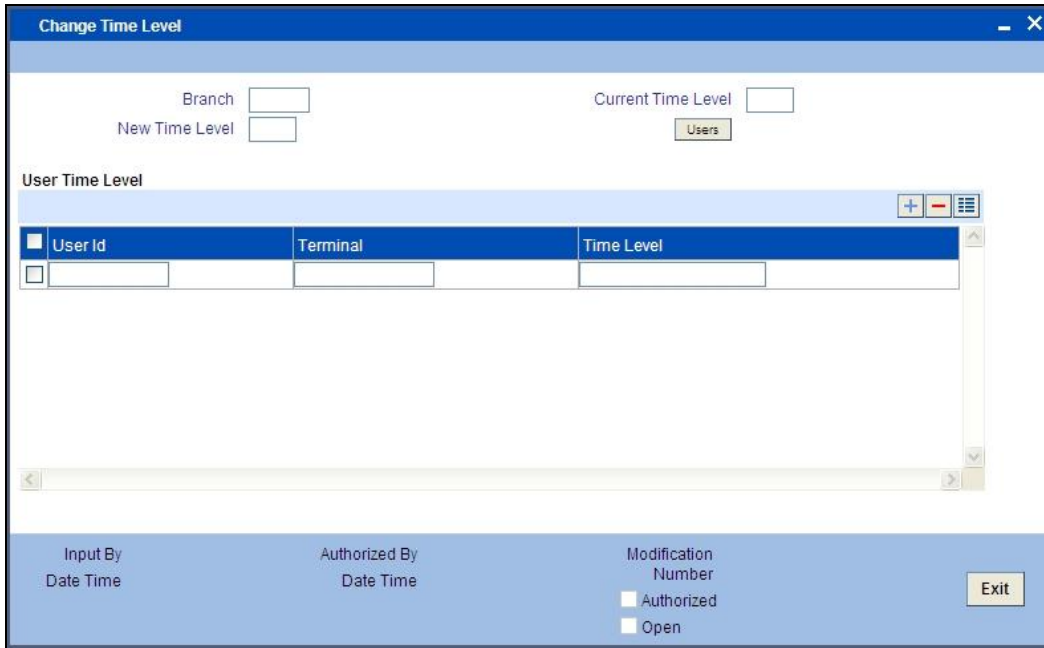 Change Time Level
Branch
Current Time Level
New Time Level
Users
User Time Level
User Id Terminal Time Level
Input By Authorized By Modification
Number
Date Time Date Time
Authorized
Open
Exit